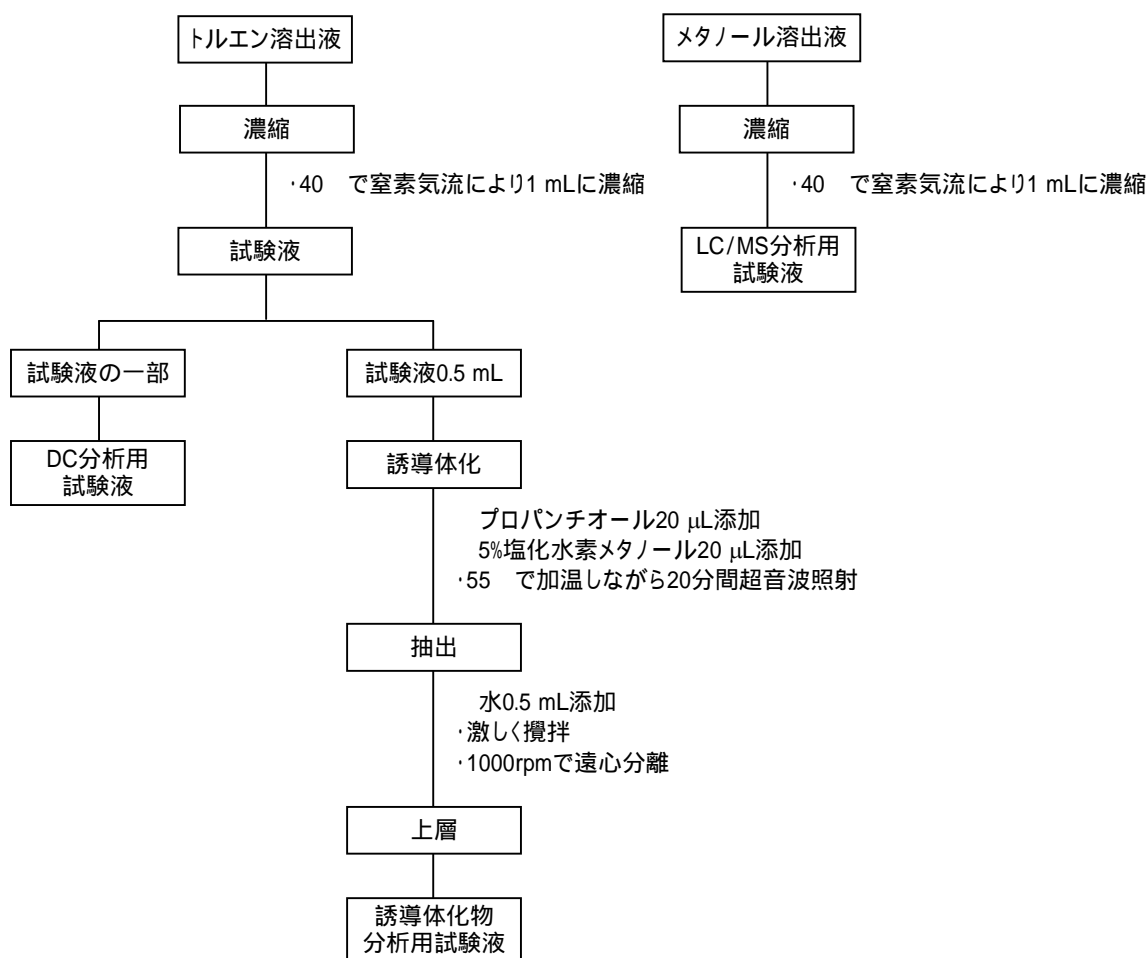 トルエン溶出液
濃縮
・40　で窒素気流により1 mLに濃縮
試験液
試験液の一部
DC分析用
試験液
試験液0.5 mL
誘導体化
プロパンチオール20 μL添加
5%塩化水素メタノール20 μL添加
・55　で加温しながら20分間超音波照射
抽出
水0.5 mL添加
・激しく攪拌
・1000rpmで遠心分離
上層
誘導体化物
分析用試験液
メタノール溶出液
濃縮
・40　で窒素気流により1 mLに濃縮
LC/MS分析用
試験液